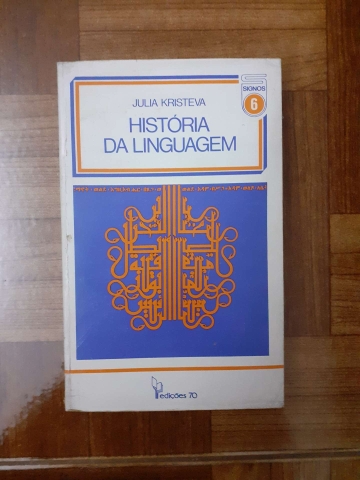 SIGNOS
6
JULIA KRISTEVA
HISTÓRIA
DA LINGUAGEM
edições 70